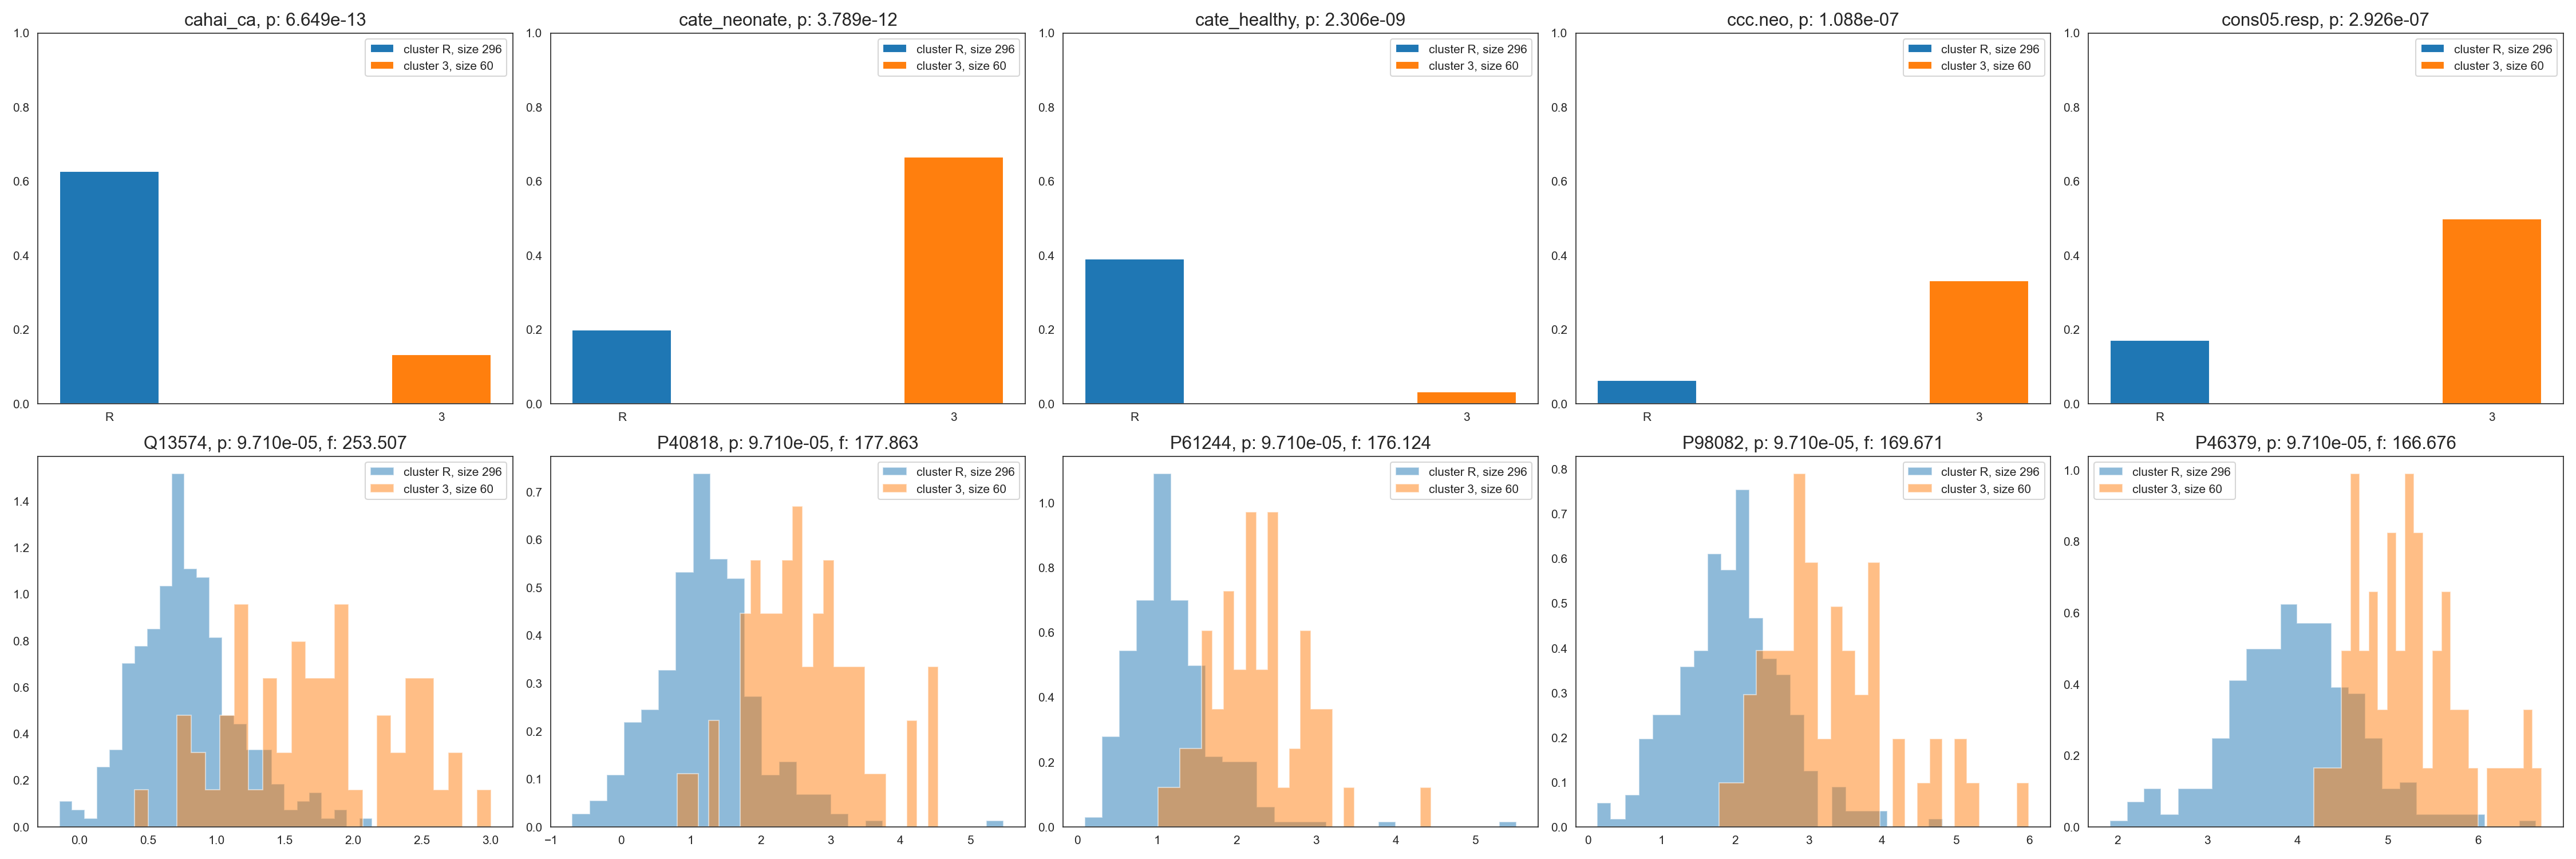 cahai_ca, p: 6.649e-13
1.0
0.8
0.6
0.4
0.2
0.0
cluster R, size 296
cluster 3, size 60
R
3
cate_neonate, p: 3.789e-12
1.0
0.8
0.6
0.4
0.2
0.0
cluster R, size 296
cluster 3, size 60
R
3
cate_healthy, p: 2.306e-09
1.0
0.8
0.6
0.4
0.2
0.0
cluster R, size 296
cluster 3, size 60
R
3
ccc.neo, p: 1.088e-07
1.0
0.8
0.6
0.4
0.2
0.0
cluster R, size 296
cluster 3, size 60
R
3
cons05.resp, p: 2.926e-07
1.0
0.8
0.6
0.4
0.2
0.0
cluster R, size 296
cluster 3, size 60
R
3
Q13574, p: 9.710e-05, f: 253.507
1.4
1.2
1.0
0.8
0.6
0.4
0.2
0.0
cluster R, size 296
cluster 3, size 60
0.0 0.5 1.0 1.5 2.0 2.5 3.0
P40818, p: 9.710e-05, f: 177.863
0.7
0.6
0.5
0.4
0.3
0.2
0.1
0.0
cluster R, size 296
cluster 3, size 60
−1 0 1 2 3 4 5
P61244, p: 9.710e-05, f: 176.124
1.0
0.8
0.6
0.4
0.2
0.0
cluster R, size 296
cluster 3, size 60
0 1 2 3 4 5
P98082, p: 9.710e-05, f: 169.671
0.8
0.7
0.6
0.5
0.4
0.3
0.2
0.1
0.0
cluster R, size 296
cluster 3, size 60
0 1 2 3 4 5 6
P46379, p: 9.710e-05, f: 166.676
1.0
0.8
0.6
0.4
0.2
0.0
cluster R, size 296
cluster 3, size 60
2 3 4 5 6